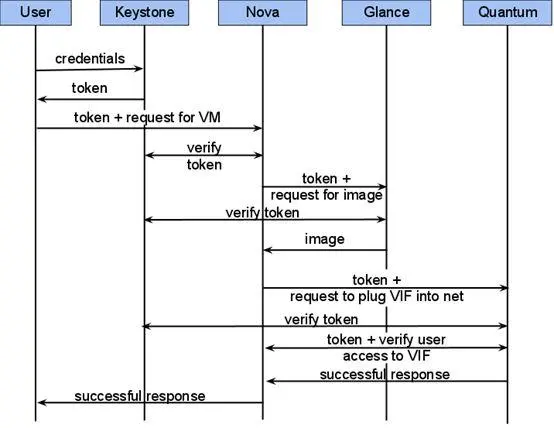 User Keystone Nova Glance Quantum
credentials
token
token + request for VM
verify
token
token +
request for image
verify token
image
token +
request to plug VIF into net
verify token
token + verify user
access to VIF
successful response
successful response